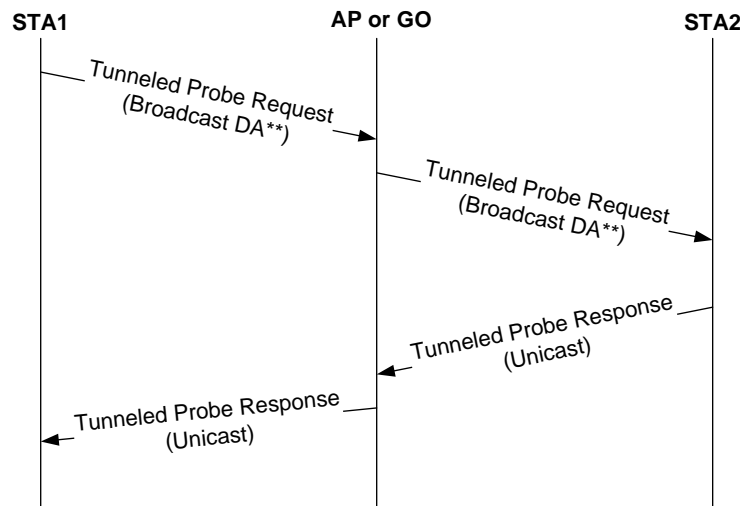 STA1
AP or GO
STA2
Tunneled Probe Request
(Broadcast DA**)
Tunneled Probe Request
(Broadcast DA**)
Tunneled Probe Response
(Unicast)
Tunneled Probe Response
(Unicast)